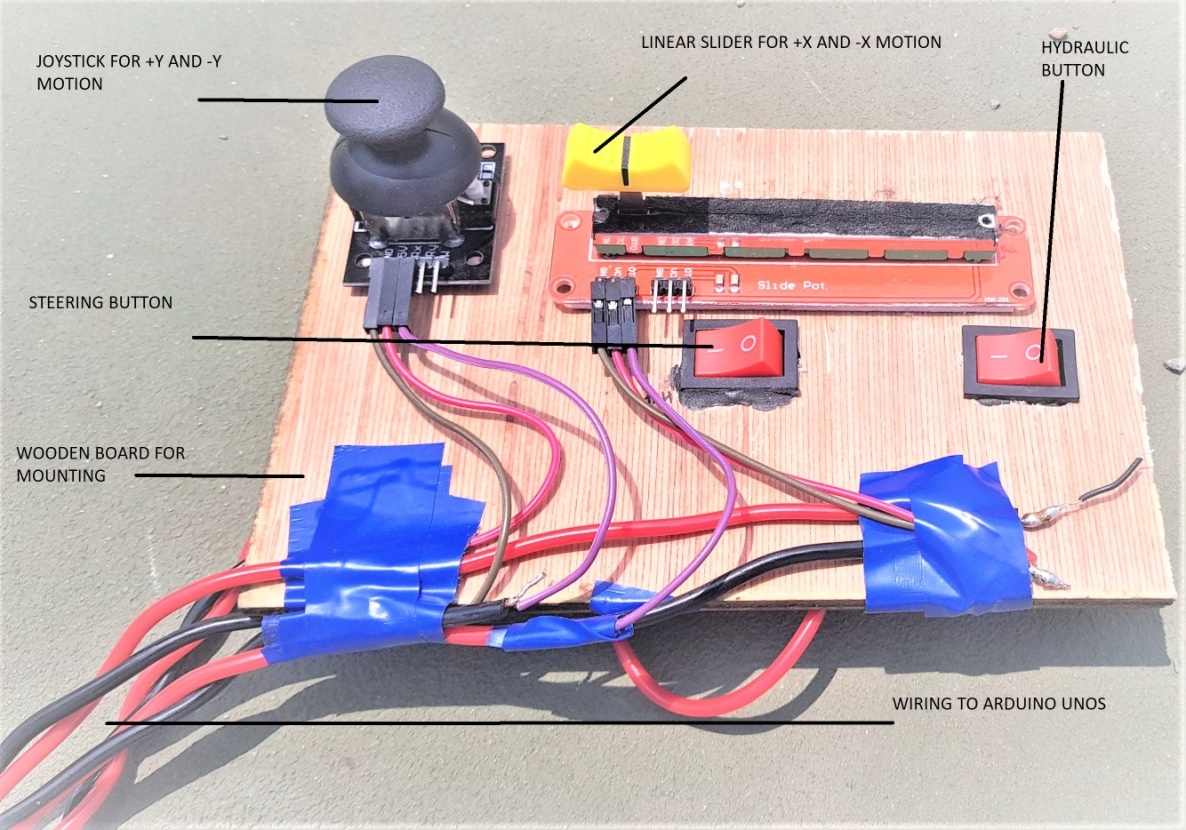 JOYSTICK FOR +Y AND -Y
MOTION
LINEAR SLIDER FOR +X AND -X MOTION
HYDRAULIC
BUTTON
STEERING BUTTON
Slide Pot.
WOODEN BOARD FOR
MOUNTING
WIRING TO ARDUINO UNOS